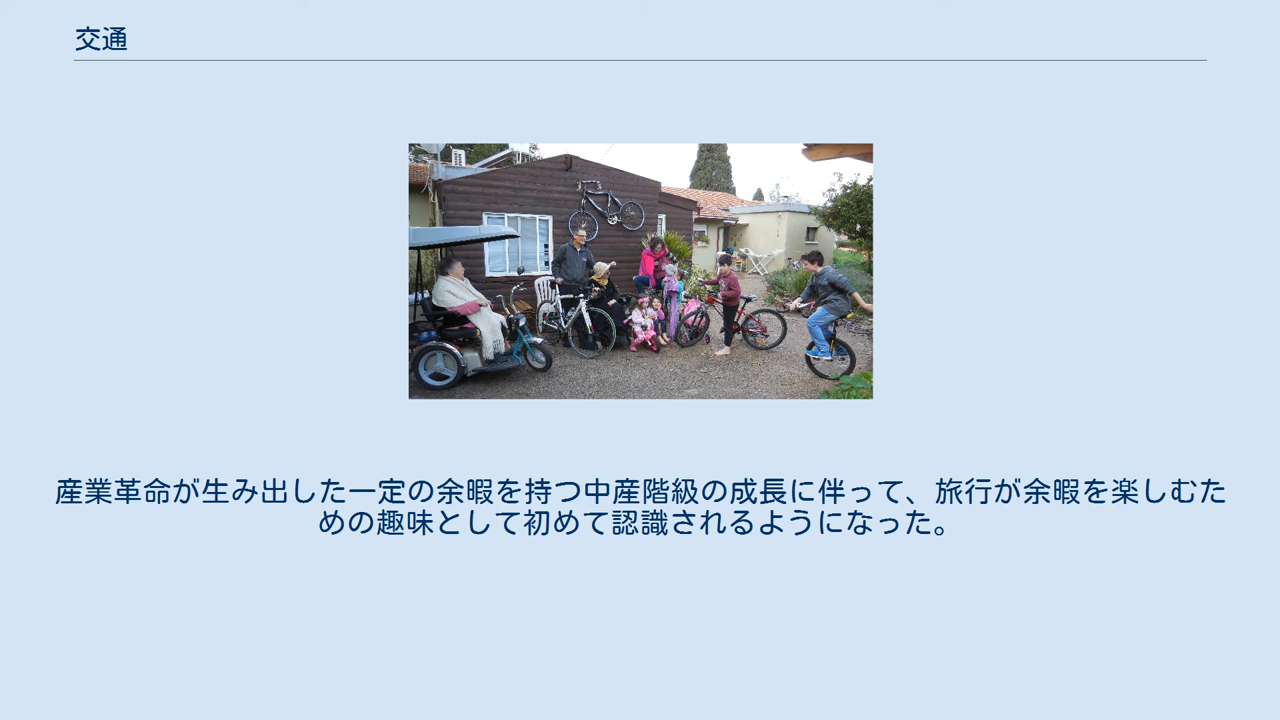 交通
産業革命が生み出した一定の余暇を持つ中産階級の成長に伴って、旅行が余暇を楽しむた
めの趣味として初めて認識されるようになった。